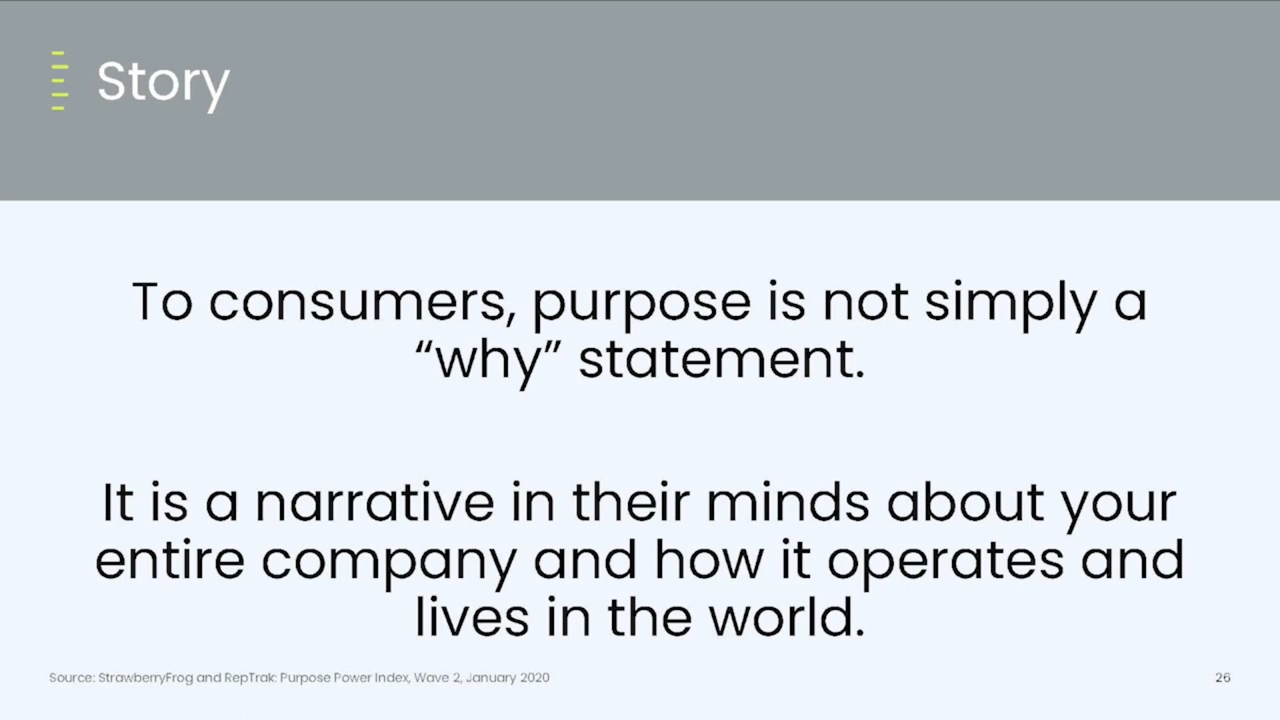 Story
To consumers, purpose is not simply a
“why” statement.
It is a narrative in their minds about your
entire company and how it operates and
lives in the world.
Source: StrawberryFrog and RepTrak: Purpose Power Index, Wave 2, January 2020
26